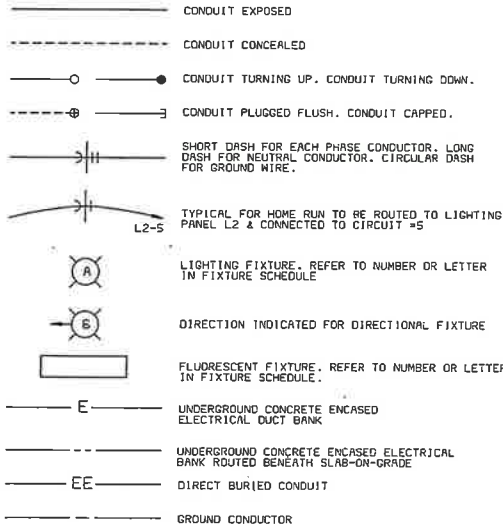 CONDUIT EXPOSED
CONDUIT CONCEALED
CONDUIT TURNING UP. CONDUIT TURNING DOWN.
CONDUIT PLUGGED FLUSH. CONDUIT CAPPED.
SHORT DASH FOR EACH PHASE CONDUCTOR. LONG
DASH FOR NEUTRAL CONDUCTOR. CIRCULAR DASH
FOR GROUND WIRE.
L2-5
TYPICAL FOR HOME RUN TO BE ROUTED TO LIGHTING
PANEL L2 & CONNECTED TO CIRCUIT #5
A
LIGHTING FIXTURE. REFER TO NUMBER OR LETTER
IN FIXTURE SCHEDULE
B
DIRECTION INDICATED FOR DIRECTIONAL FIXTURE
FLUORESCENT FIXTURE. REFER TO NUMBER OR LETTER
IN FIXTURE SCHEDULE.
E
UNDERGROUND CONCRETE ENCASED
ELECTRICAL DUCT BANK
UNDERGROUND CONCRETE ENCASED ELECTRICAL
BANK ROUTED BENEATH SLAB-ON-GRADE
EE
DIRECT BURIED CONDUIT
GROUND CONDUCTOR